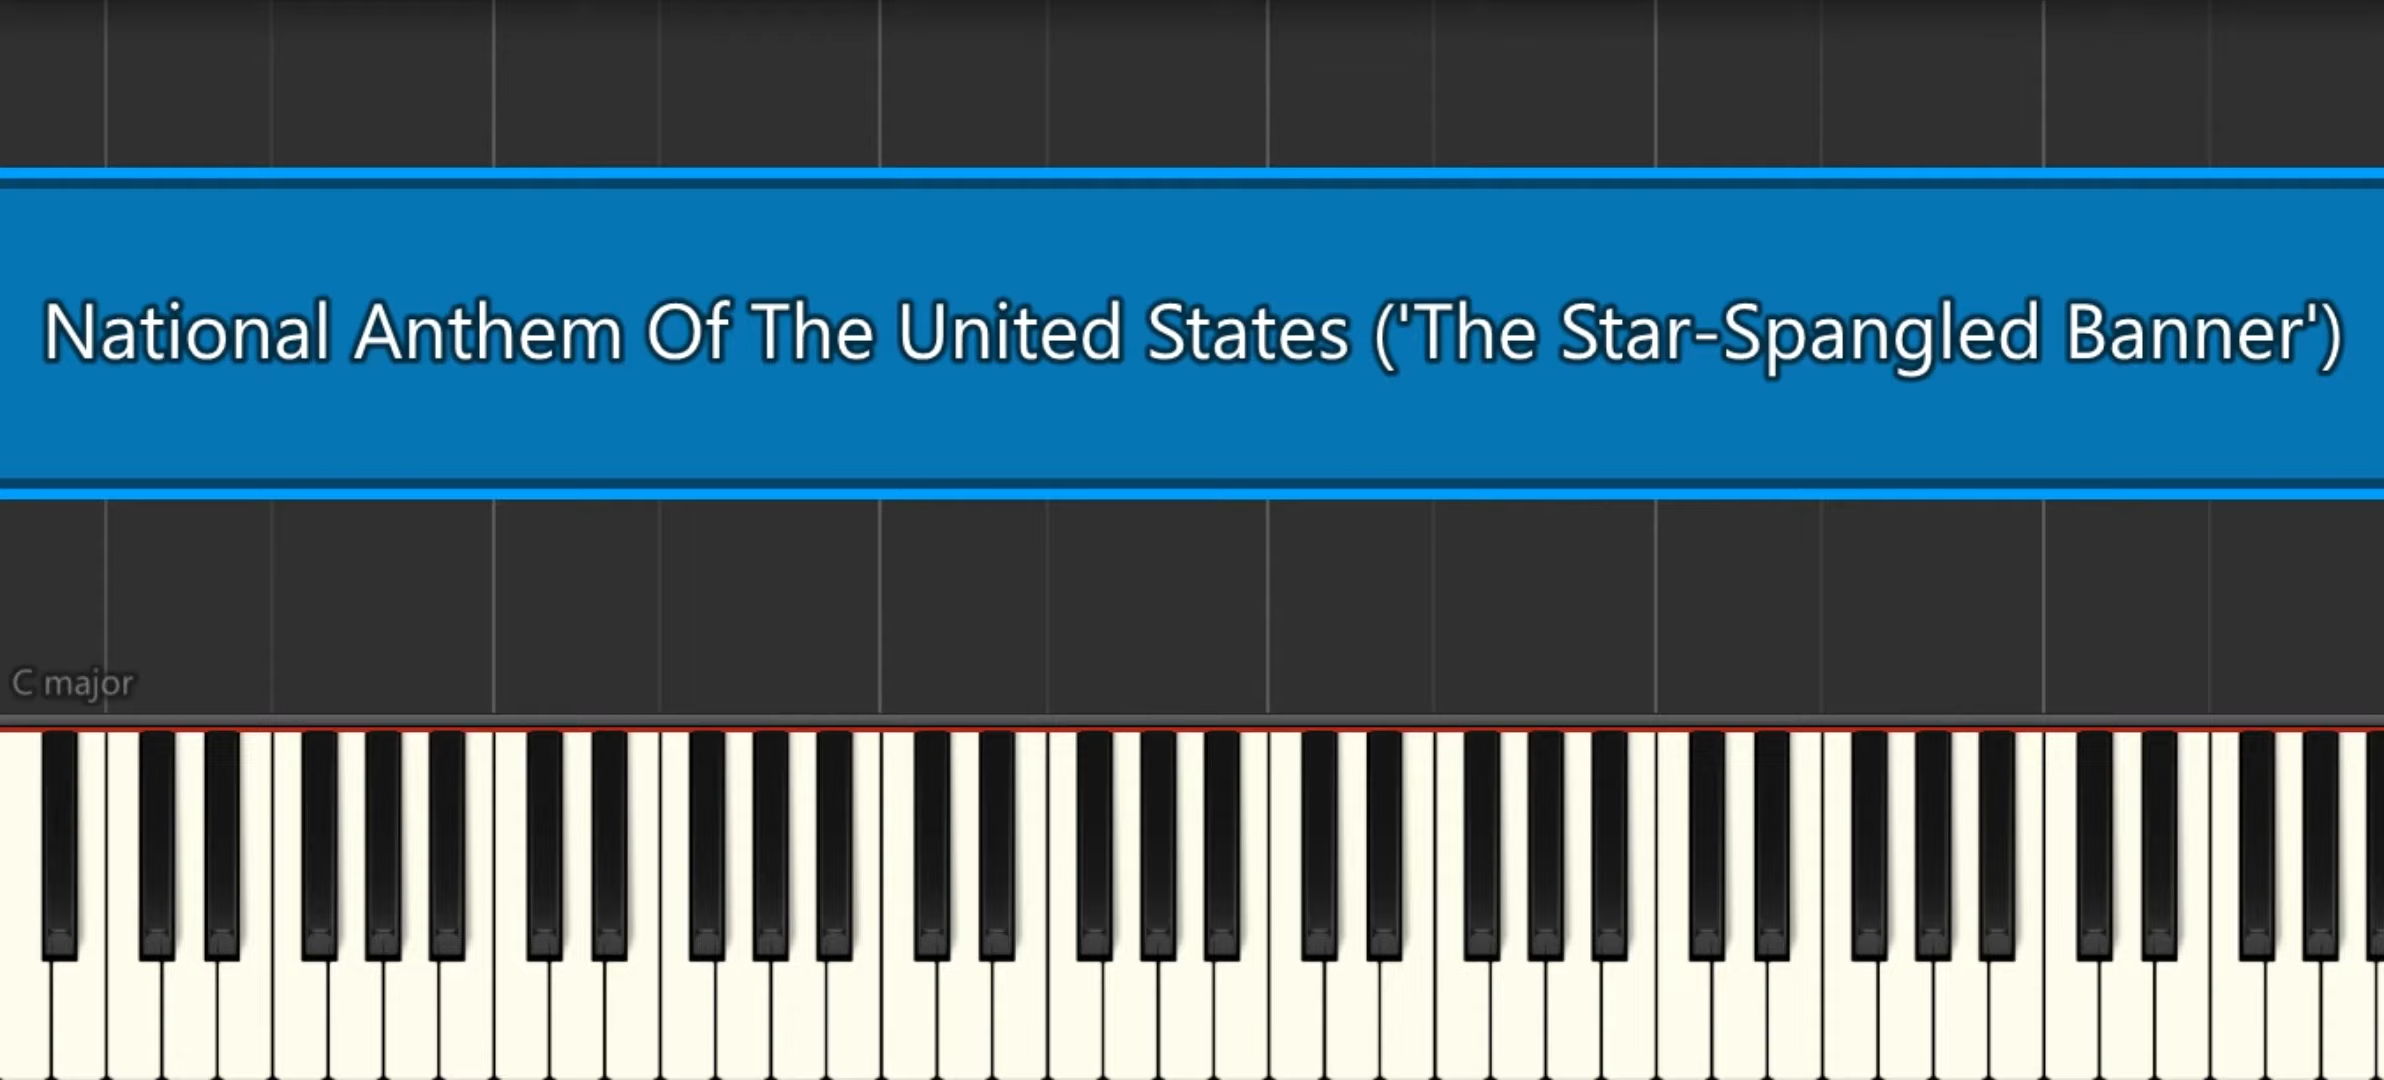 National Anthem Of The United States ('The Star-Spangled Banner')
C major